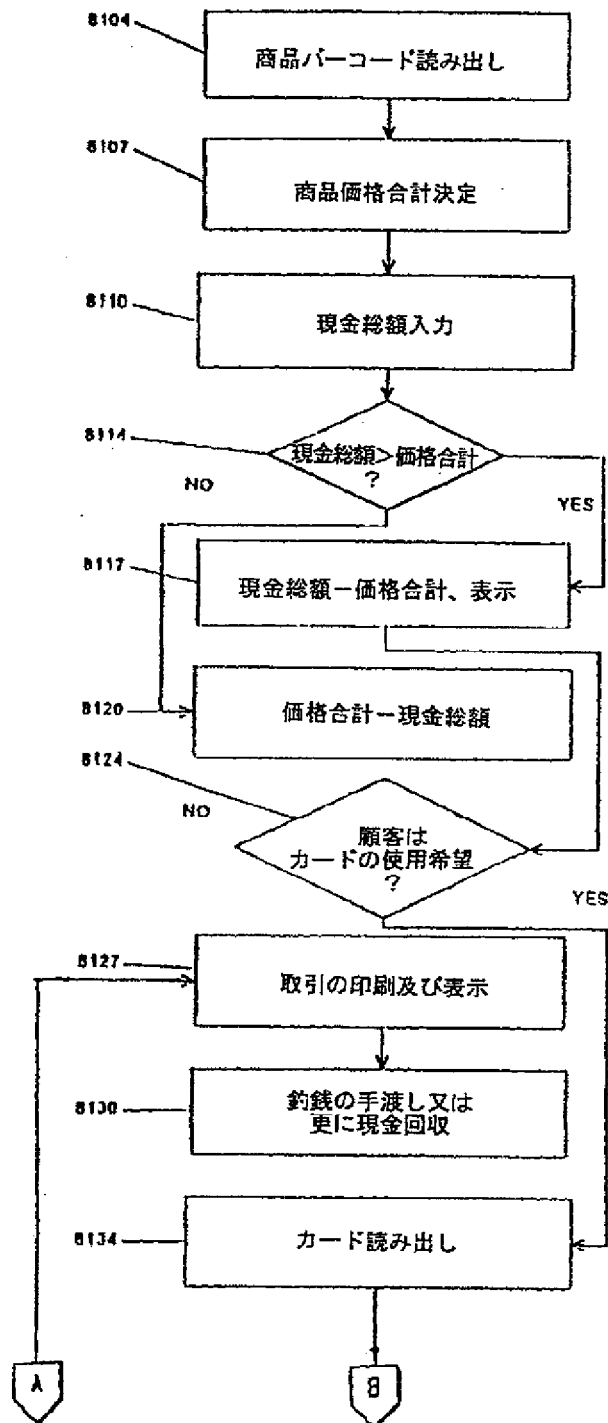 8104
商品バーコード読み出し
8107
商品価格合計決定
8110
現金総額入力
8114
現金総額>価格合計
?
NO
YES
8117
現金総額－価格合計、表示
8120
価格合計－現金総額
8124
NO
顧客は
カードの使用希望
?
YES
8127
取引の印刷及び表示
8130
釣銭の手渡し又は
更に現金回収
8134
カード読み出し
A
B